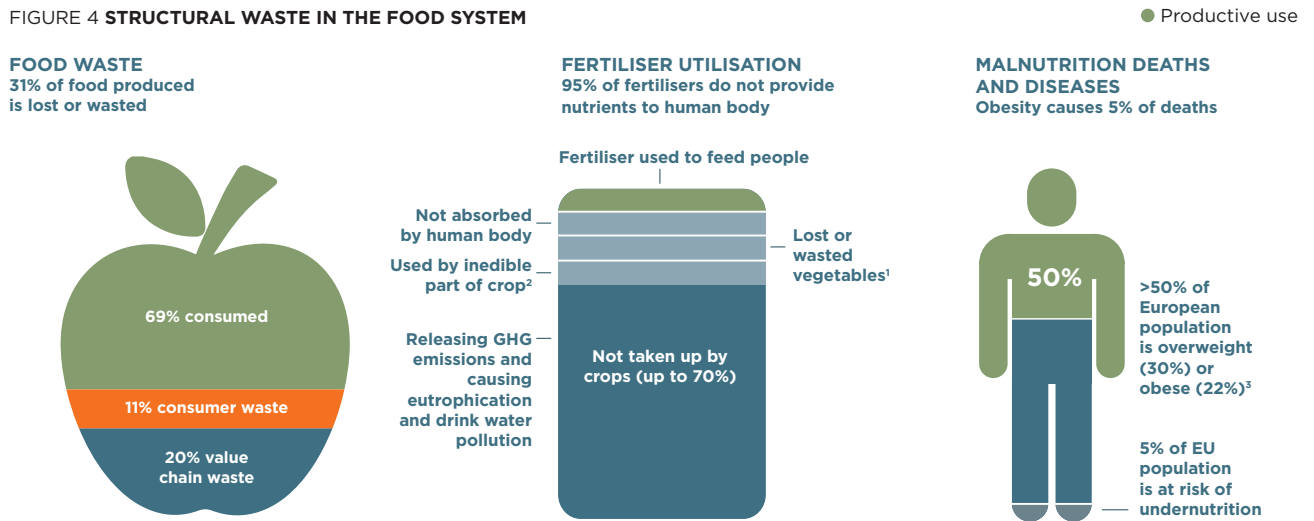 FIGURE 4 STRUCTURAL WASTE IN THE FOOD SYSTEM
Productive use
FOOD WASTE
31% of food produced
is lost or wasted
69% consumed
11% consumer waste
20% value
chain waste
FERTILISER UTILISATION
95% of fertilisers do not provide
nutrients to human body
Fertiliser used to feed people
Not absorbed
by human body
Used by inedible
part of crop²
Lost or
wasted
vegetables¹
Releasing GHG
emissions and
causing
eutrophication
and drink water
pollution
Not taken up by
crops (up to 70%)
MALNUTRITION DEATHS
AND DISEASES
Obesity causes 5% of deaths
50%
>50% of
European
population
is overweight
(30%) or
obese (22%)³
5% of EU
population
is at risk of
undernutrition